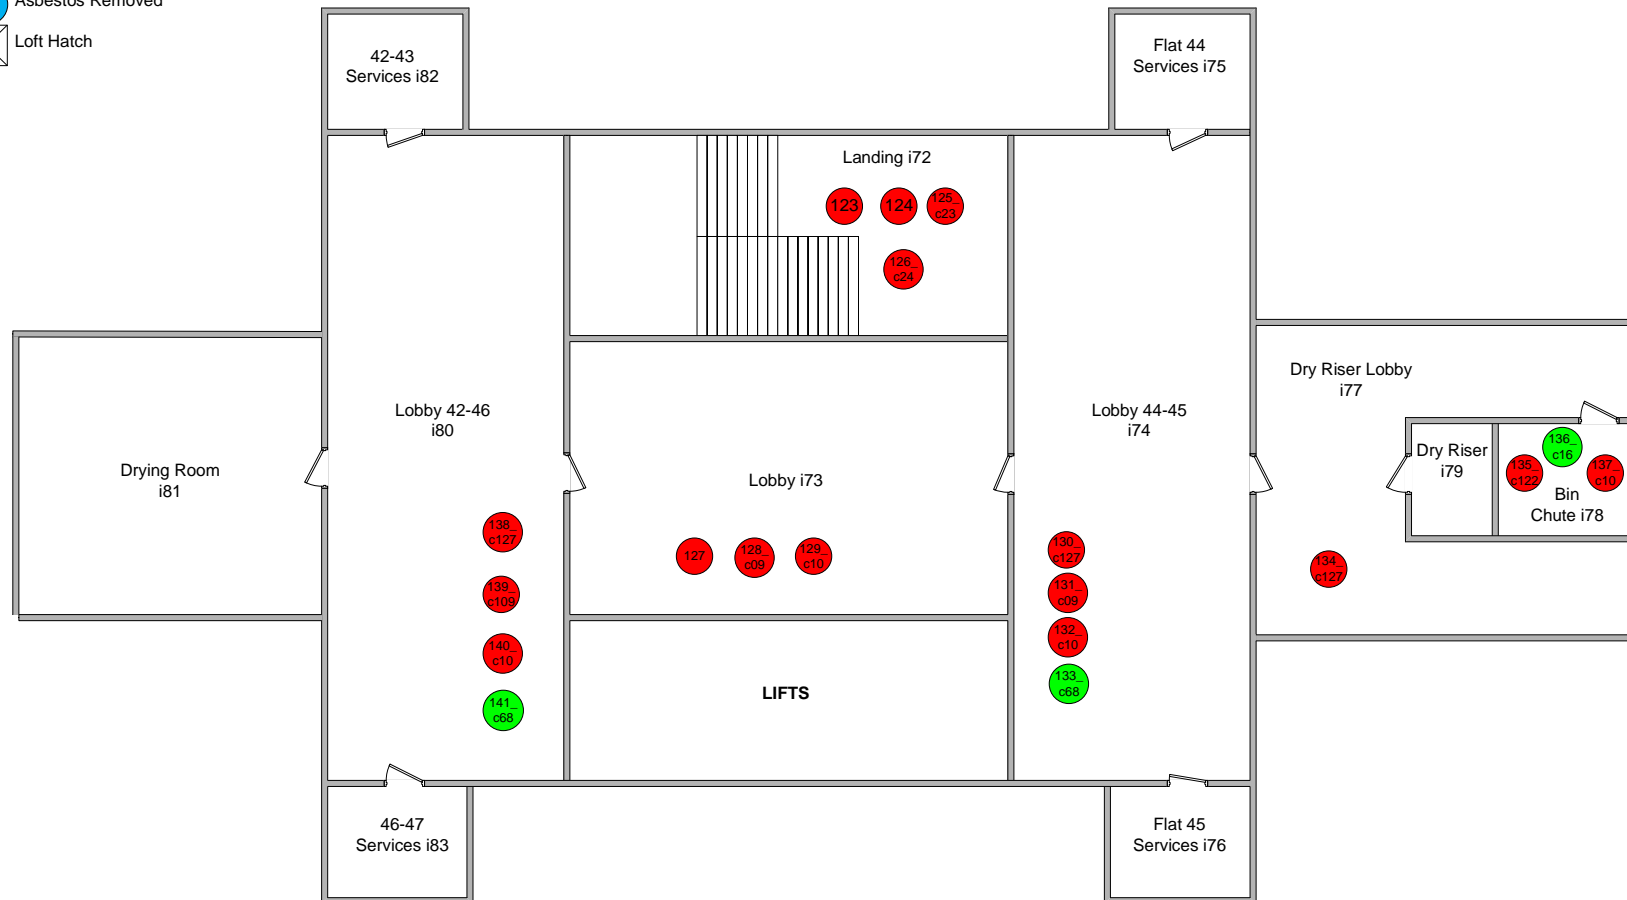 Asbestos Removed
Loft Hatch
42-43
Services i82
Flat 44
Services i75
Landing i72
123
124
125_
c23
126_
c24
Dry Riser Lobby
i77
Lobby 42-46
i80
Lobby 44-45
i74
Drying Room
i81
Lobby i73
Dry Riser
i79
136_
c16
135_
c122
137_
c10
Bin
Chute i78
138_
c127
139_
c109
140_
c10
141_
c68
127
128_
c09
129_
c10
130_
c127
131_
c09
132_
c10
133_
c68
134_
c127
LIFTS
46-47
Services i83
Flat 45
Services i76